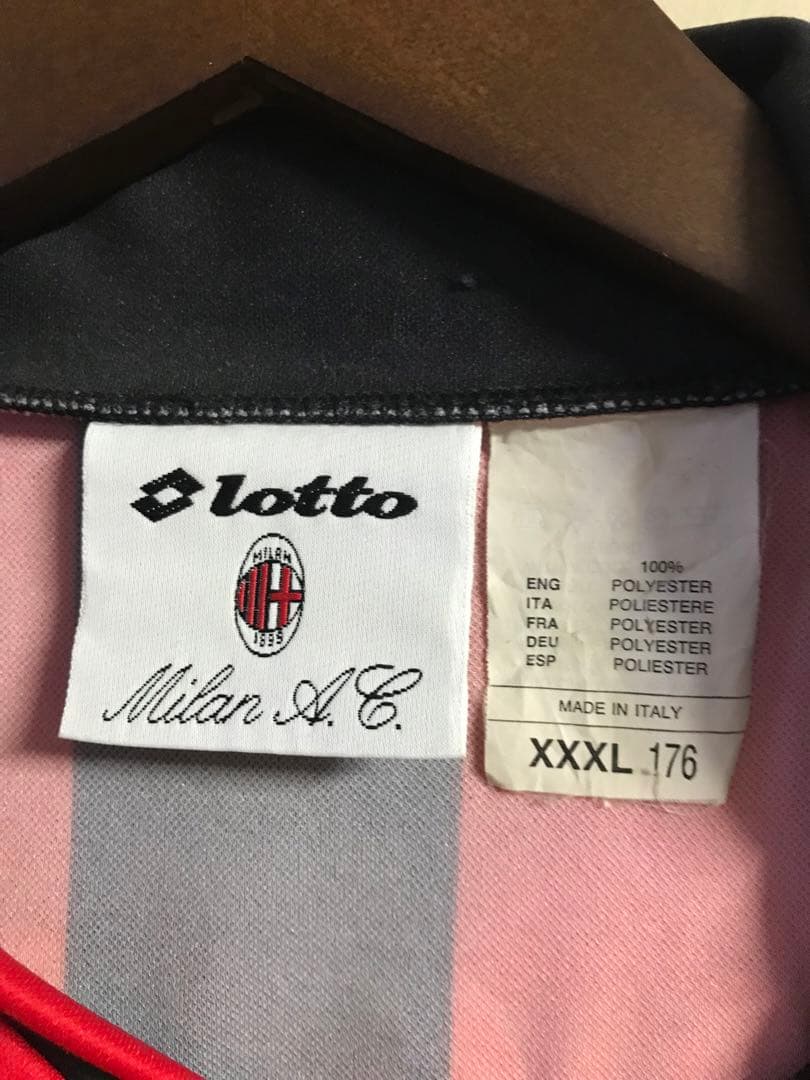 lotto
MILAN
1899
Milan A.C.
100%
ENG POLYESTER
ITA POLIESTERE
FRA POLYESTER
DEU POLYESTER
ESP POLIESTER
MADE IN ITALY
XXXL 176